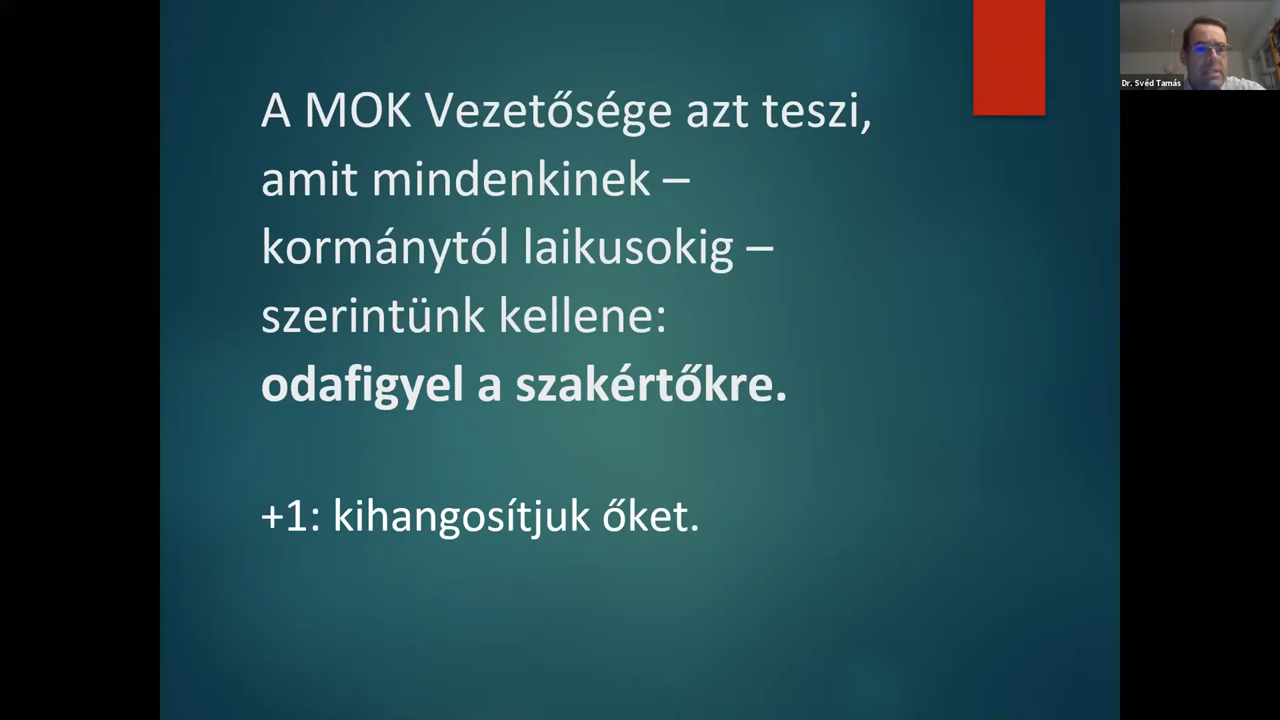 A MOK Vezetősége azt teszi,
amit mindenkinek –
kormánytól laikusokig –
szerintünk kellene:
odafigyel a szakértőkre.
+1: kihangosítjuk őket.
Dr. Svéd Tamás